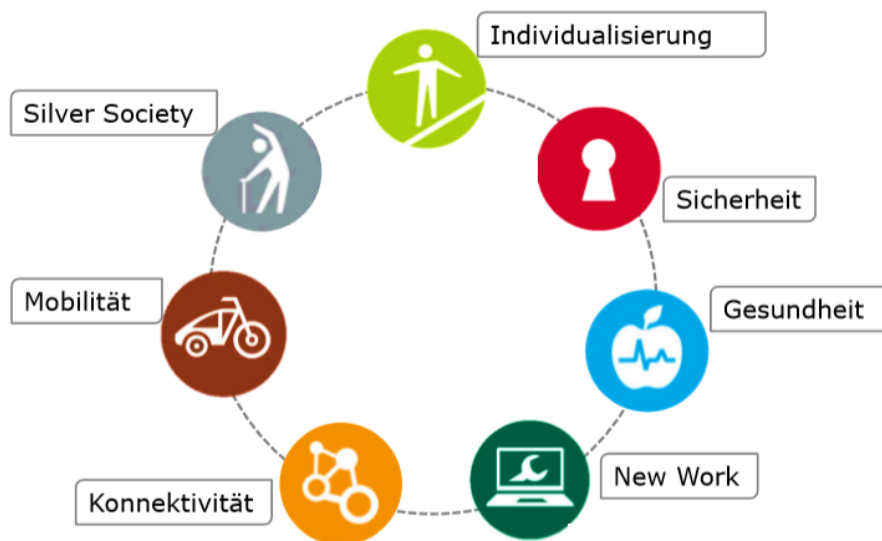 Individualisierung
Silver Society
Sicherheit
Mobilität
Gesundheit
Konnektivität
New Work